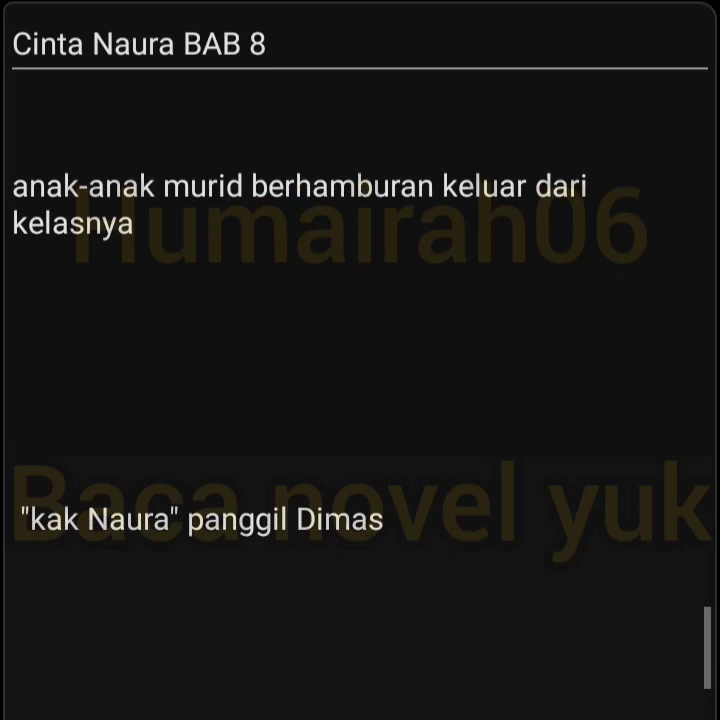 Cinta Naura BAB 8
anak-anak murid berhamburan keluar dari
kelasnya
Humairah06
Baca novel yuk
"kak Naura" panggil Dimas